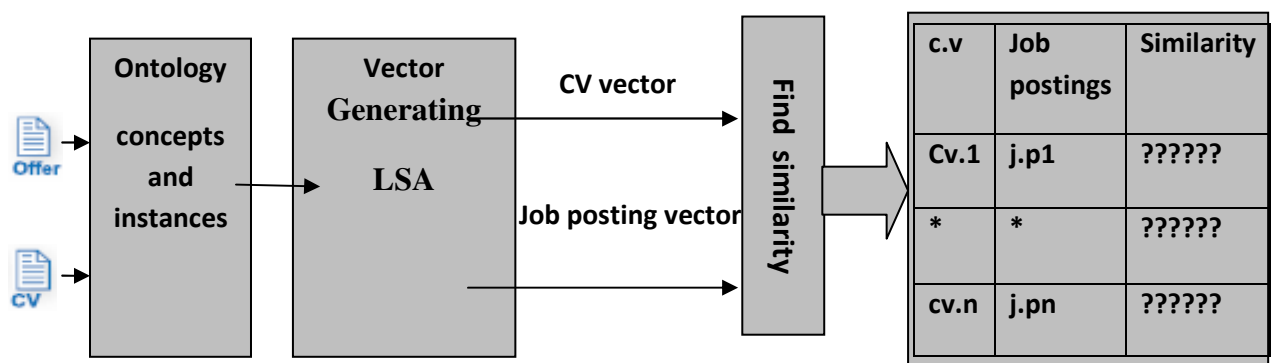 Offer
CV
Ontology
concepts
and
instances
Vector
Generating
LSA
CV vector
Job posting vector
Find similarity
c.v Job postings Similarity
Cv.1 j.p1 ??????
* * ??????
cv.n j.pn ??????